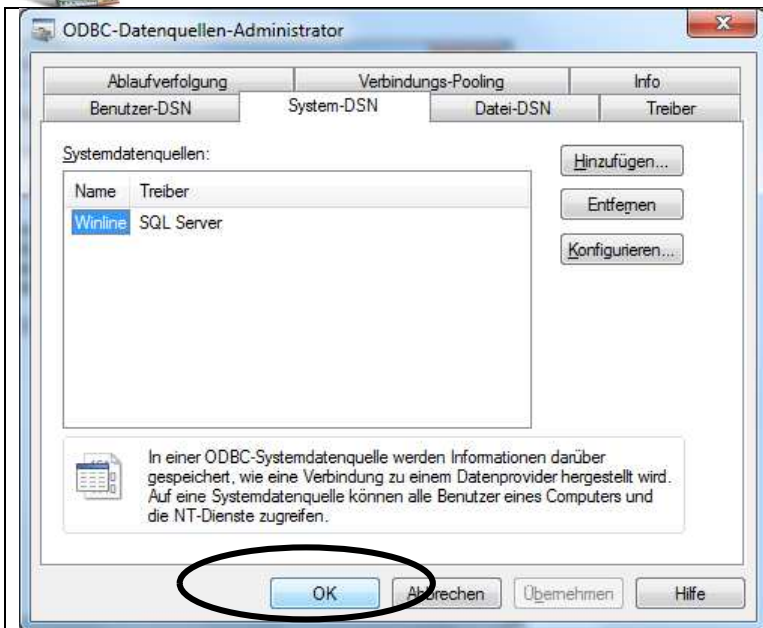 ODBC-Datenquellen-Administrator
Ablaufverfolgung Verbindungs-Pooling Info
Benutzer-DSN System-DSN Datei-DSN Treiber
Systemdatenquellen:
Hinzufügen...
Name Treiber
Entfernen
Winline SQL Server
Konfigurieren...
In einer ODBC-Systemdatenquelle werden Informationen darüber
gespeichert, wie eine Verbindung zu einem Datenprovider hergestellt wird.
Auf eine Systemdatenquelle können alle Benutzer eines Computers und
die NT-Dienste zugreifen.
OK Abbrechen Übernehmen Hilfe